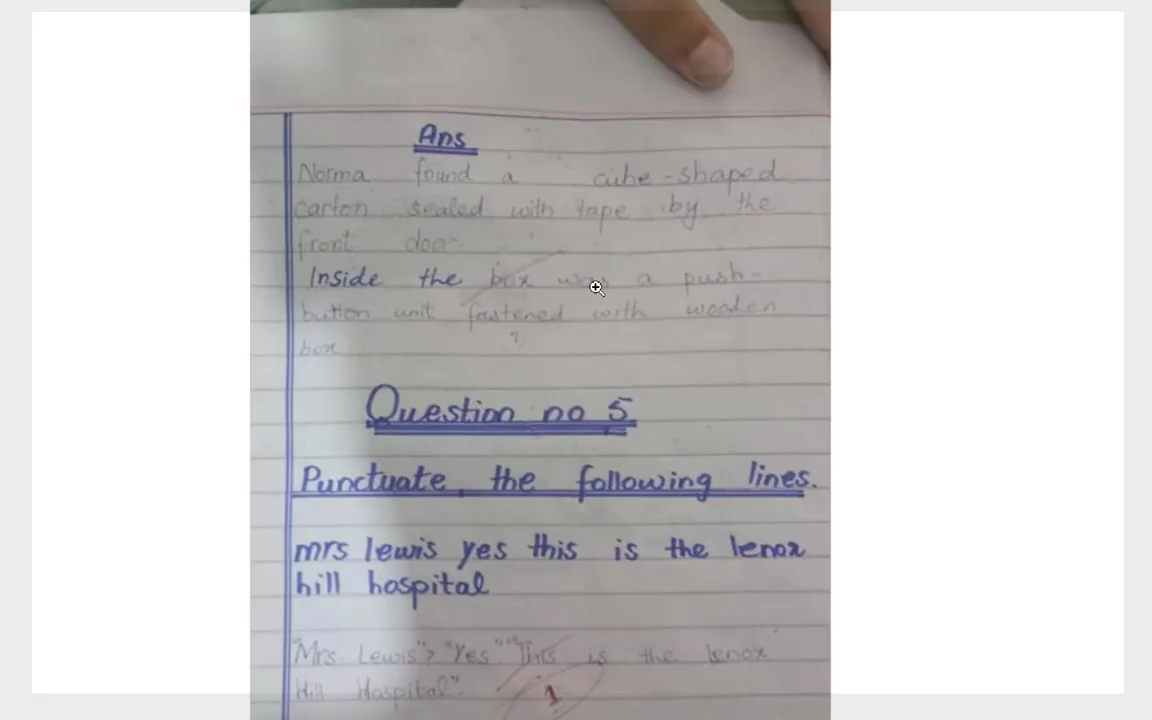 Ans
Norma found a cube-shaped
carton sealed with tape by the
front door
Inside the box was a push-
button unit fastened with wooden
box
?
Question no 5
Punctuate the following lines.
mrs lewis yes this is the lenox
hill hospital
"Mrs Lewis"? "Yes" "This is the lenox
Hill Hospital".
1